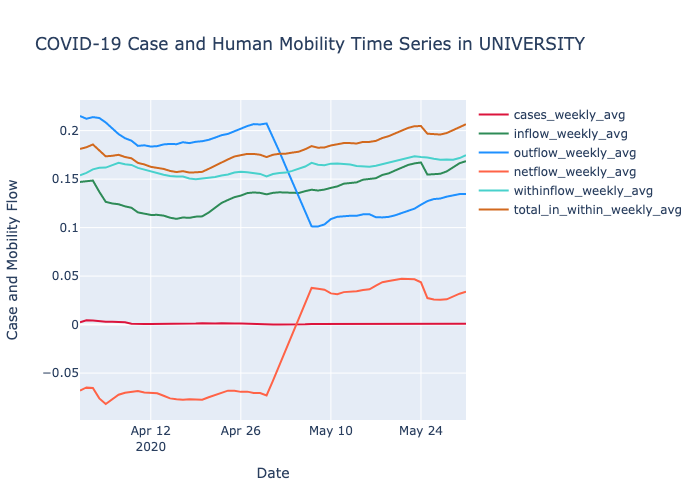 COVID-19 Case and Human Mobility Time Series in UNIVERSITY
Case and Mobility Flow
0.2
0.15
0.1
0.05
0
−0.05
Apr 12
2020
Apr 26
May 10
May 24
Date
cases_weekly_avg
inflow_weekly_avg
outflow_weekly_avg
netflow_weekly_avg
withinflow_weekly_avg
total_in_within_weekly_avg